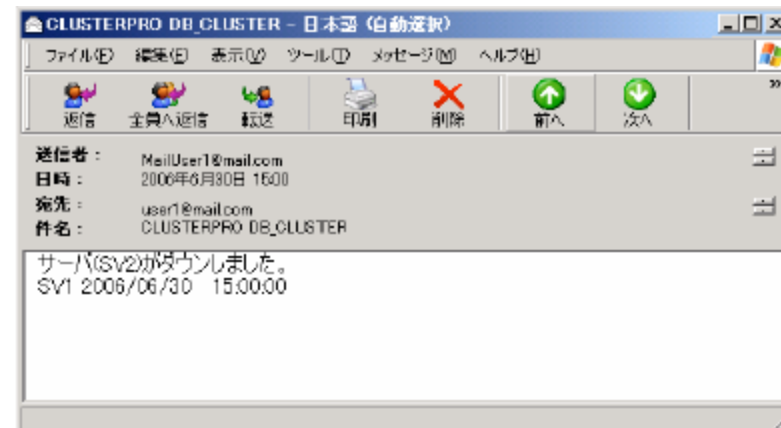 CLUSTERPRO DB_CLUSTER - 日本語 (自動選択)
ファイル(F) 編集(E) 表示(V) ツール(T) メッセージ(M) ヘルプ(H)
返信 全員へ返信 転送 印刷 削除 前へ 次へ
送信者： MailUser1@mail.com
日時： 2006年6月30日 15:00
宛先： user1@mail.com
件名： CLUSTERPRO DB_CLUSTER
サーバ(SV2)がダウンしました。
SV1 2006/06/30 15:00:00